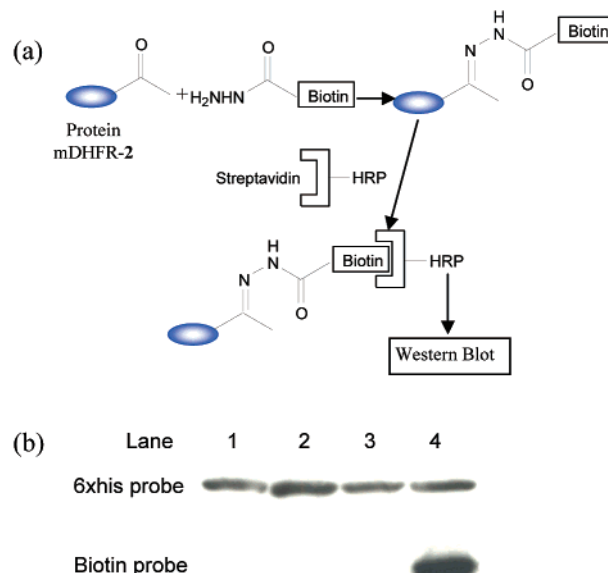 (a)
O
+
H₂NHN
O
Biotin
Protein
mDHFR-2
H
N
N
O
Biotin
Streptavidin
HRP
H
N
N
O
Biotin
HRP
Western Blot
(b)
Lane 1 2 3 4
6xhis probe
Biotin probe